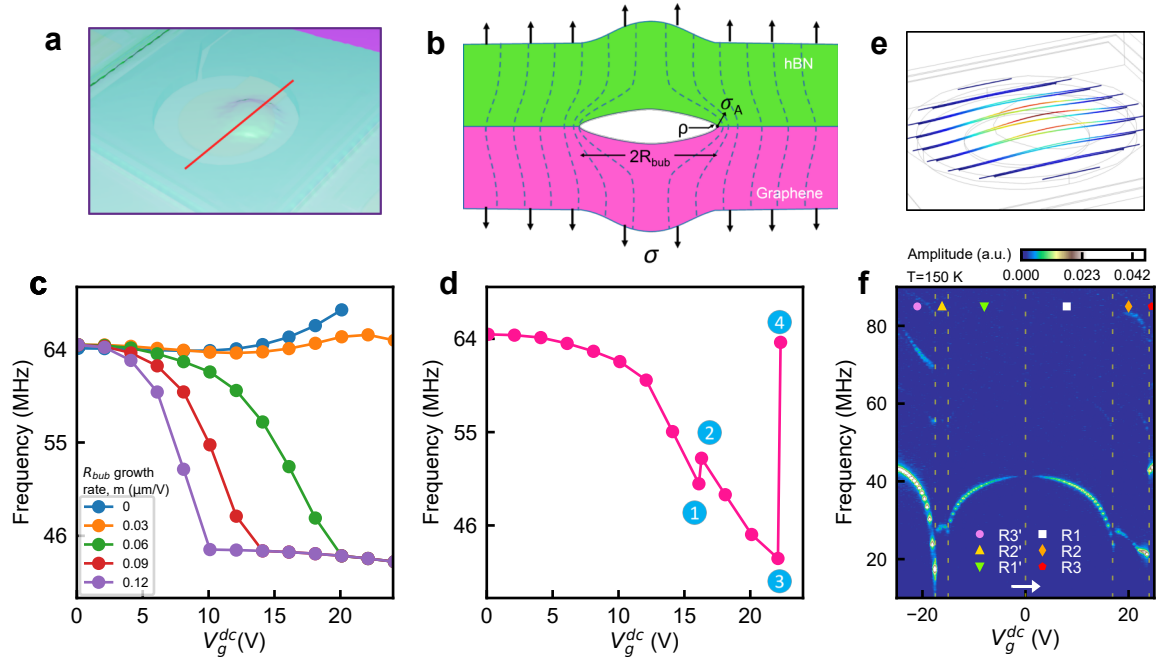 a
b
hBN
σ_A
ρ
2R_bub
Graphene
σ
e
c
Frequency (MHz)
64
55
46
R_bub growth
rate, m (μm/V)
0
0.03
0.06
0.09
0.12
0 5 10 15 20
V_g^dc(V)
d
Frequency (MHz)
64
55
46
1
2
3
4
0 5 10 15 20
V_g^dc(V)
Amplitude (a.u.)
T=150 K
0.000 0.023 0.042
f
Frequency (MHz)
80
60
40
20
R3' R1
R2' R2
R1' R3
−20 0 20
V_g^dc (V)